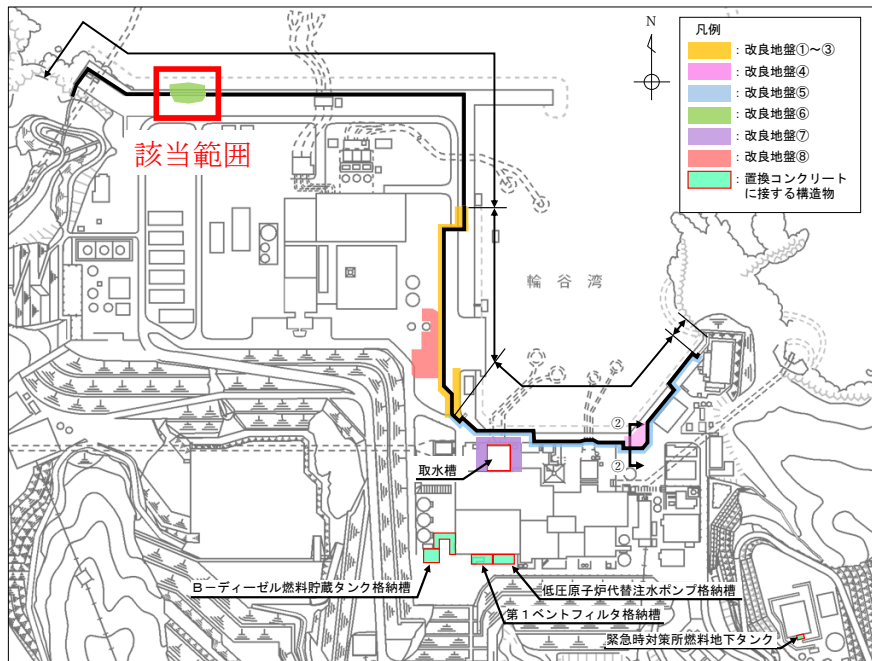 N
凡例
：改良地盤①～③
：改良地盤④
：改良地盤⑤
：改良地盤⑥
：改良地盤⑦
：改良地盤⑧
：置換コンクリート
に接する構造物
該当範囲
輪谷湾
②
②
取水槽
Ｂ－ディーゼル燃料貯蔵タンク格納槽
低圧原子炉代替注水ポンプ格納槽
第１ベントフィルタ格納槽
緊急時対策所燃料地下タンク